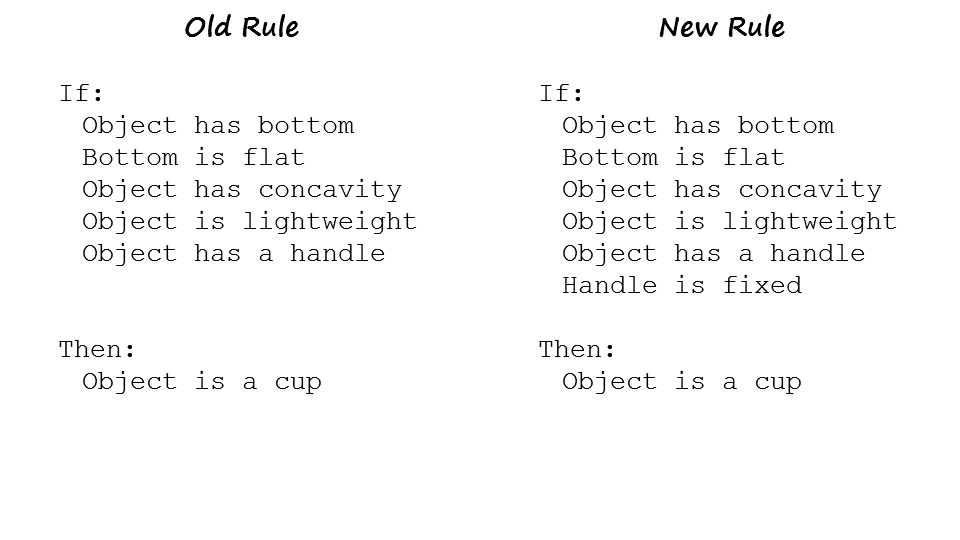 Old Rule
If:
Object has bottom
Bottom is flat
Object has concavity
Object is lightweight
Object has a handle
Then:
Object is a cup
New Rule
If:
Object has bottom
Bottom is flat
Object has concavity
Object is lightweight
Object has a handle
Handle is fixed
Then:
Object is a cup